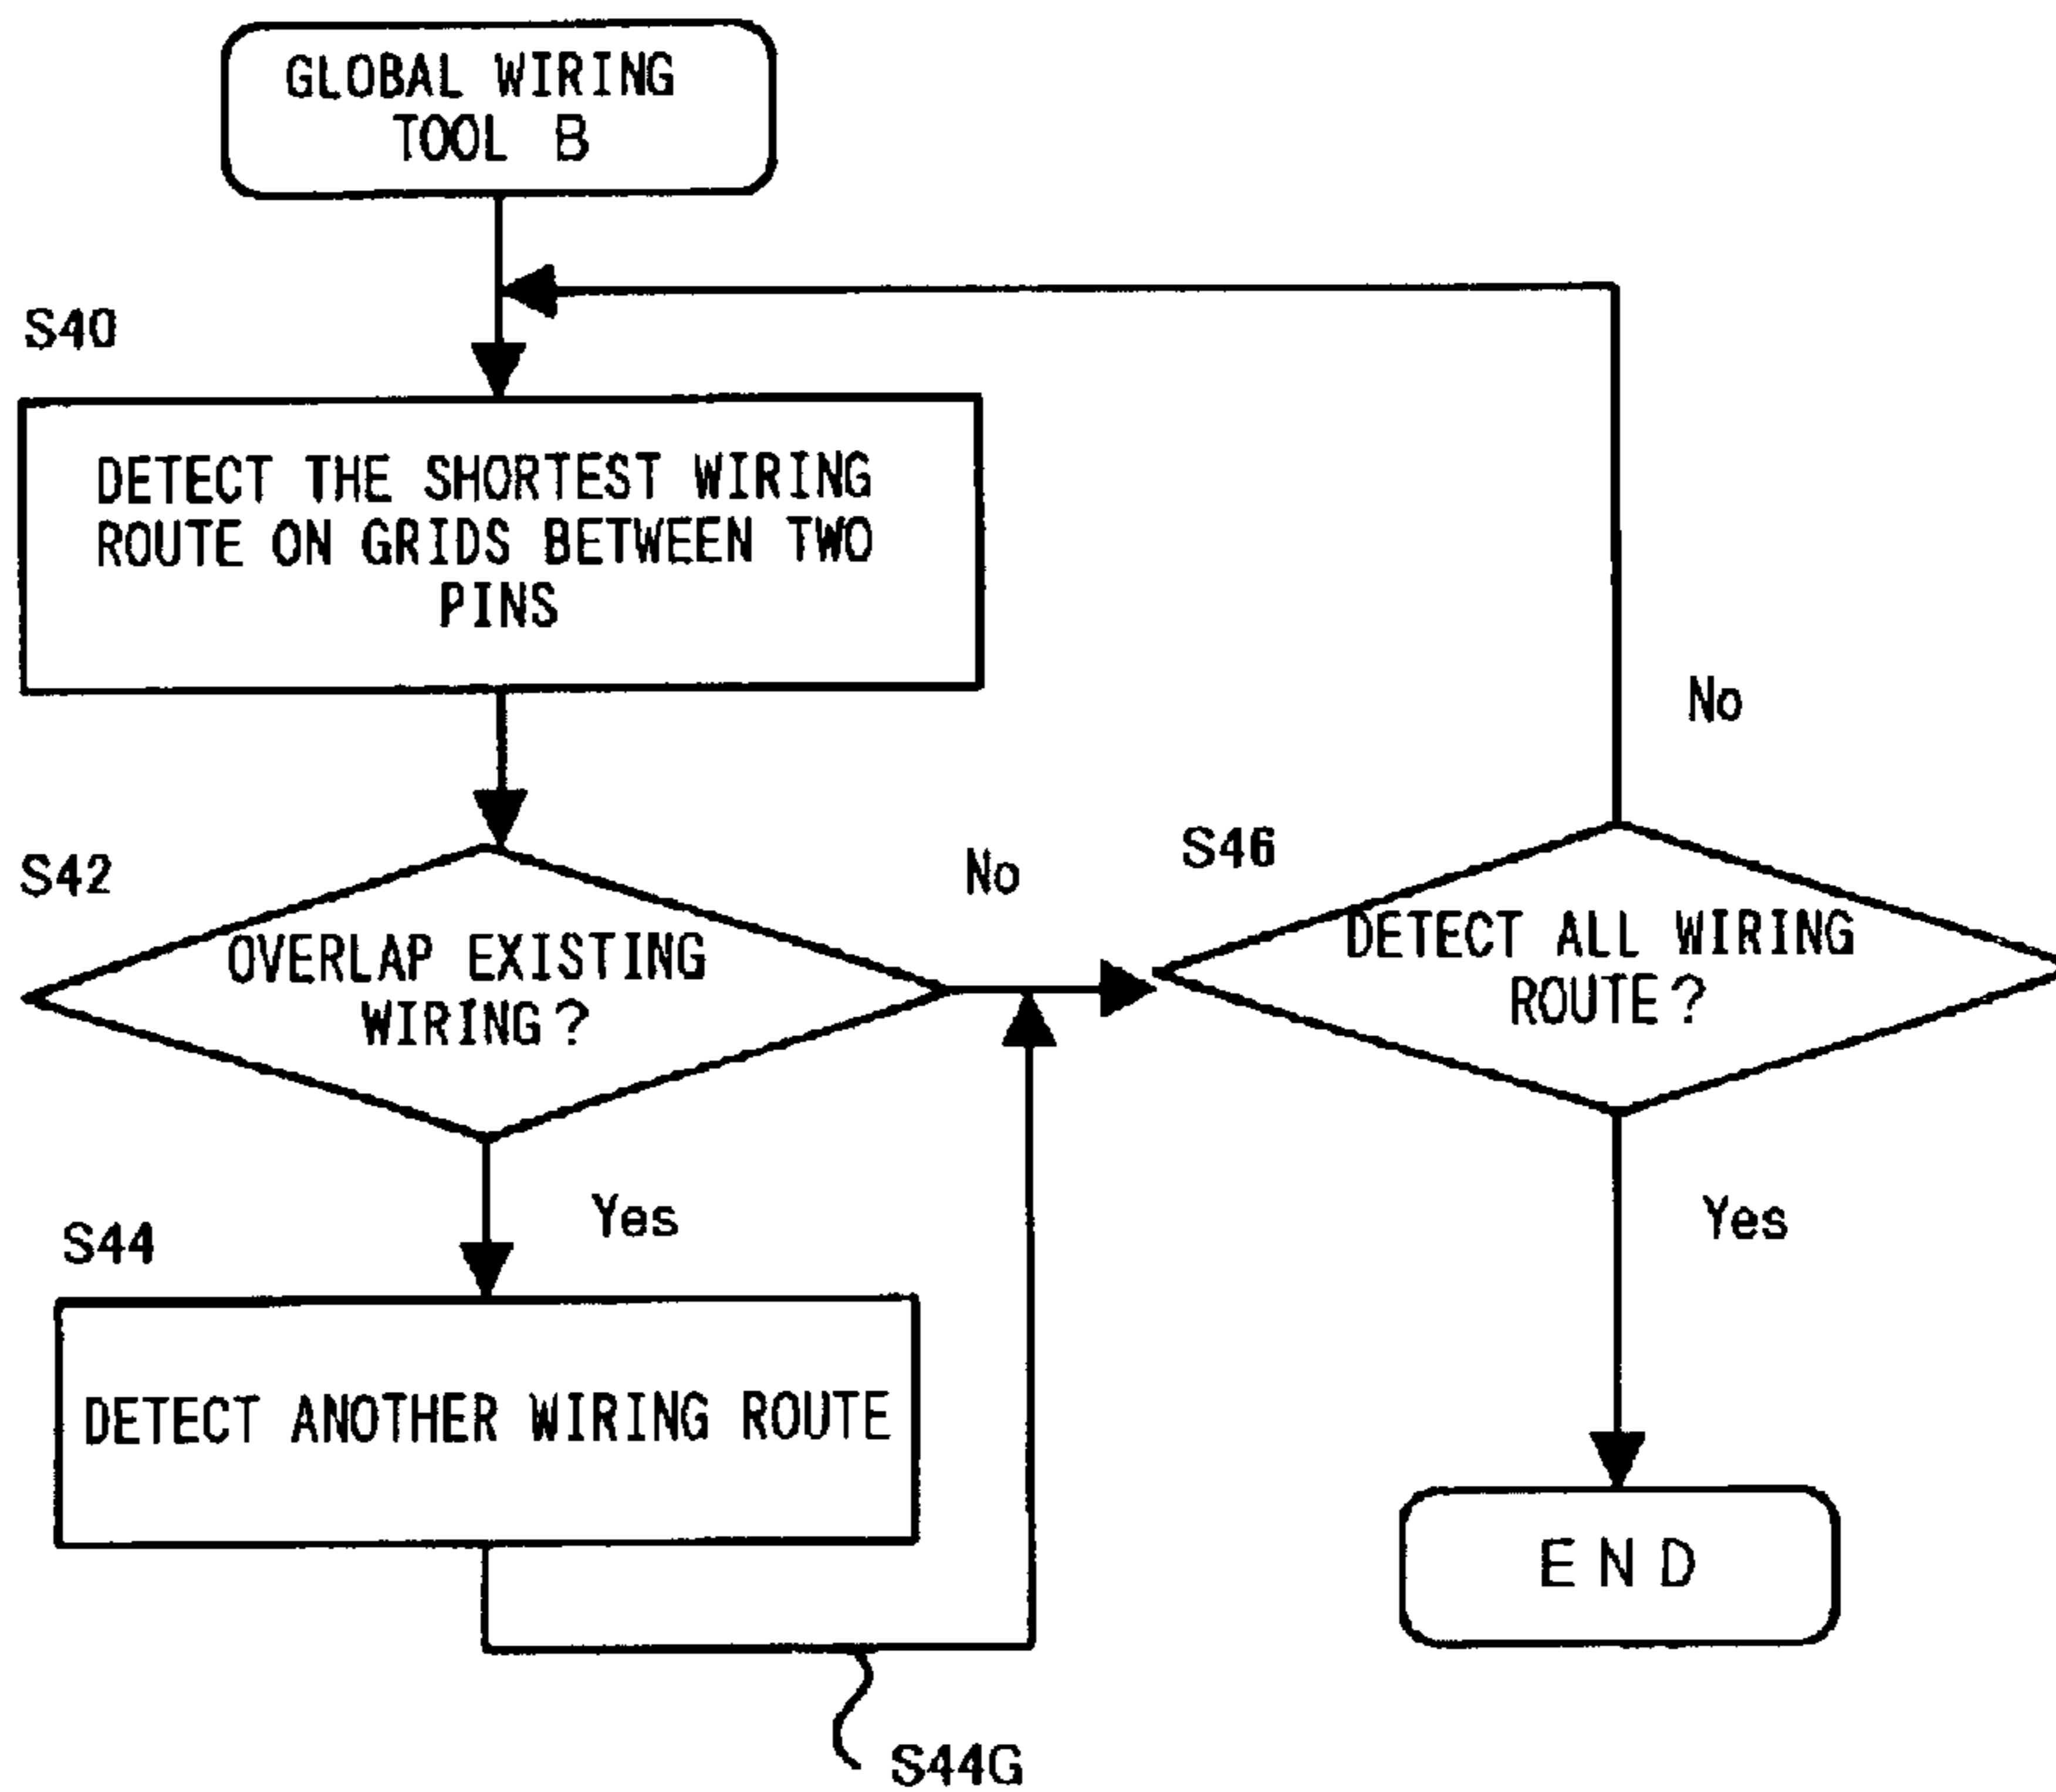 GLOBAL WIRING
TOOL B
S40
DETECT THE SHORTEST WIRING
ROUTE ON GRIDS BETWEEN TWO
PINS
No
S42
OVERLAP EXISTING
WIRING?
No
S46
DETECT ALL WIRING
ROUTE?
Yes
S44
DETECT ANOTHER WIRING ROUTE
Yes
END
S44G